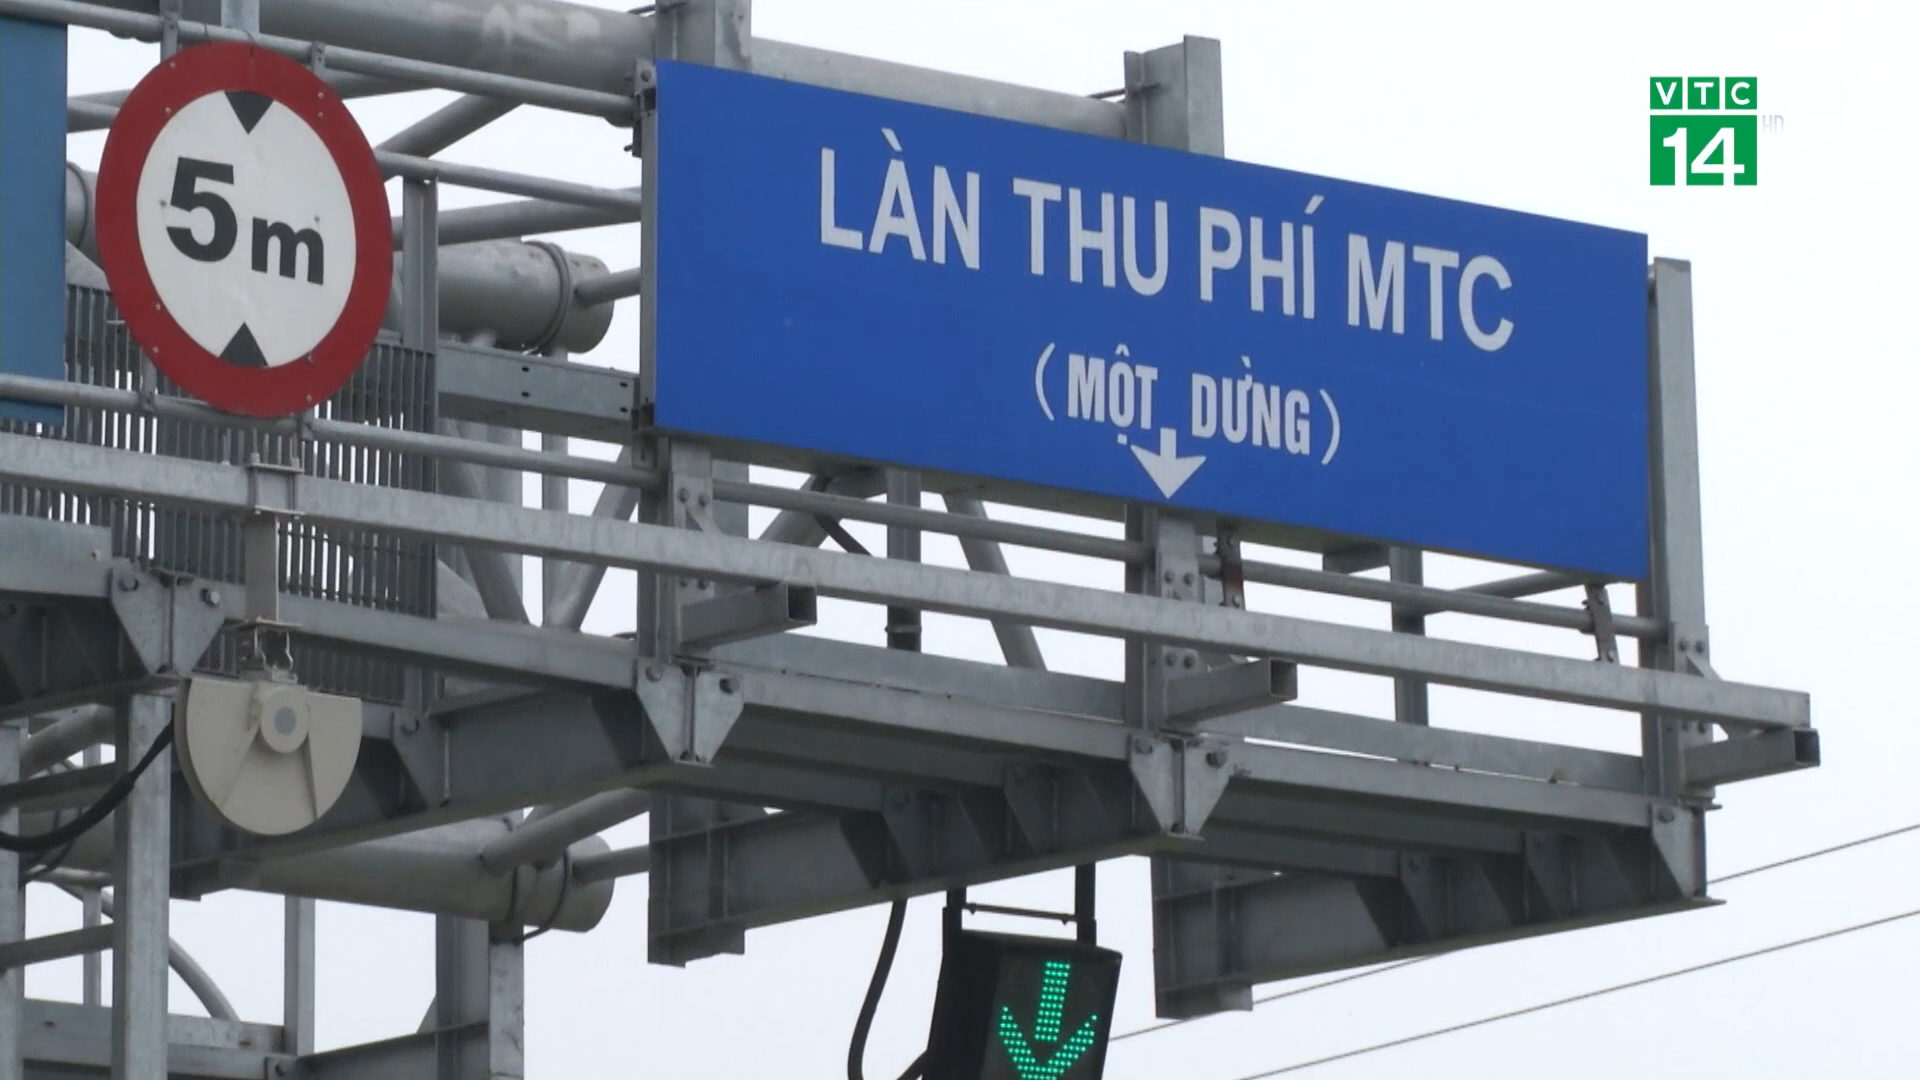 5m
LÀN THU PHÍ MTC
(MỘT DỪNG)
VTC
14
HD